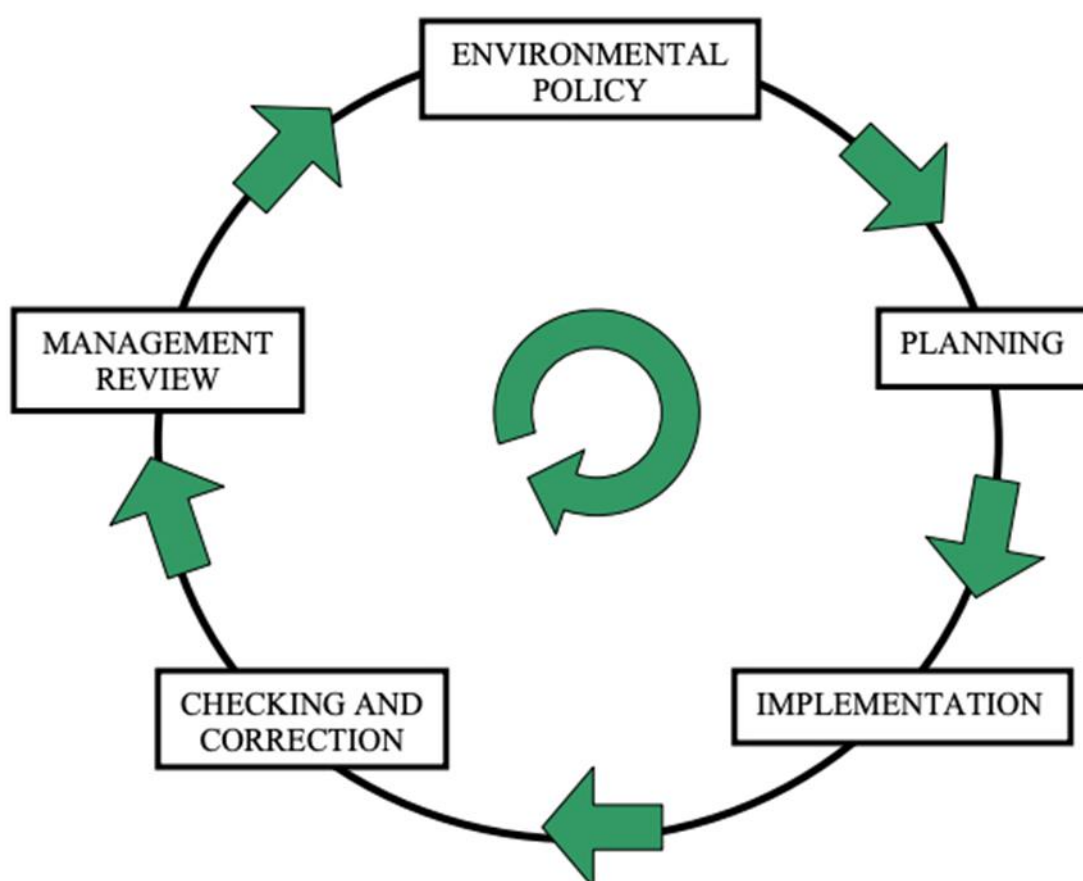 ENVIRONMENTAL
POLICY
PLANNING
IMPLEMENTATION
CHECKING AND
CORRECTION
MANAGEMENT
REVIEW